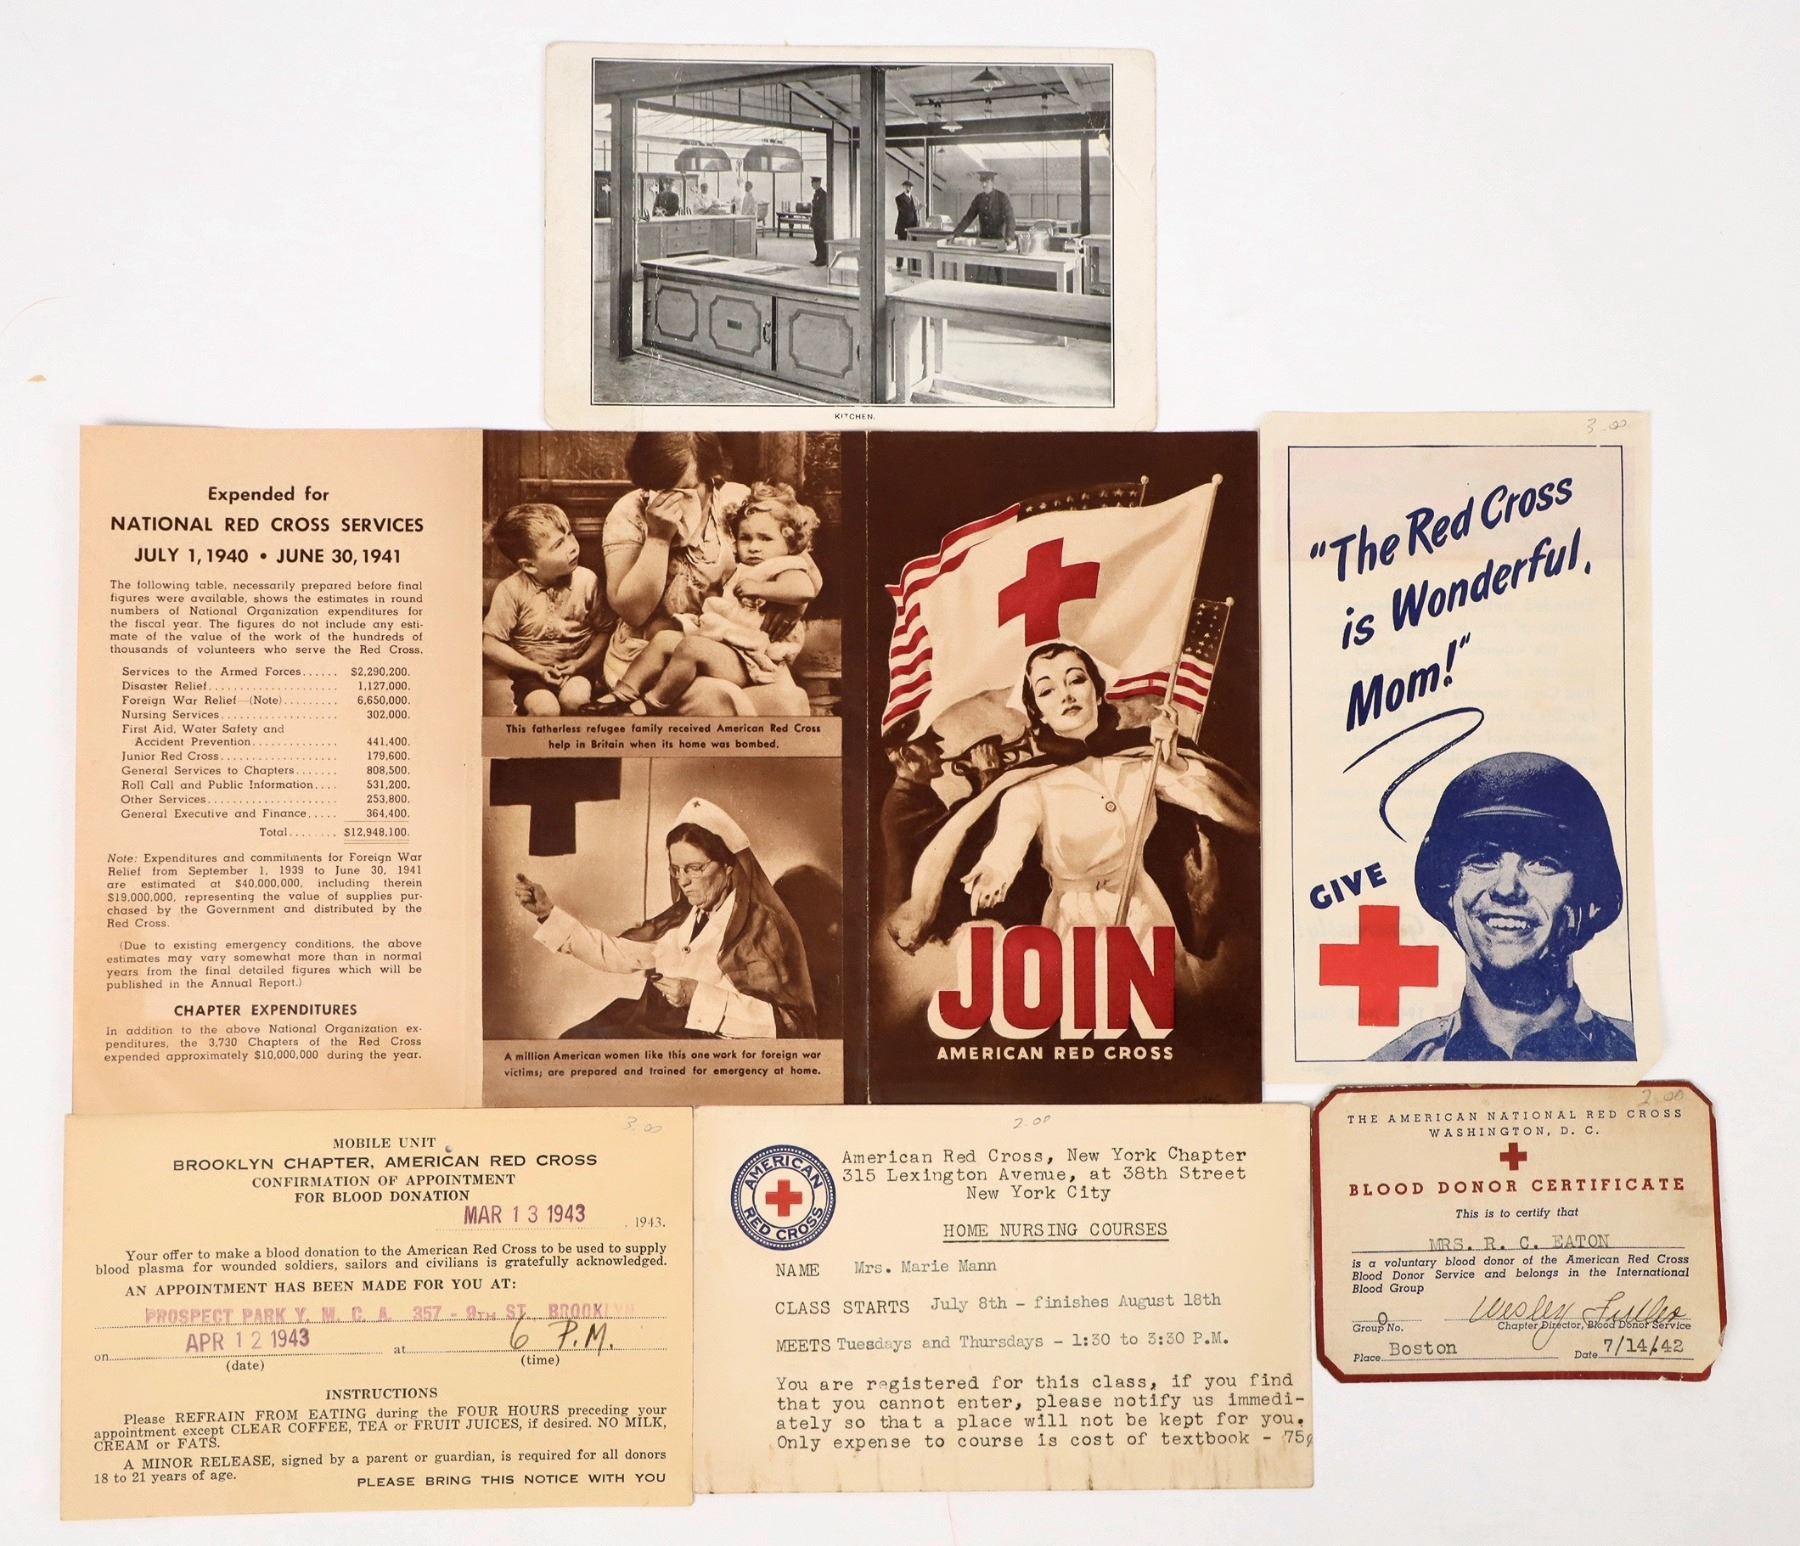 KITCHEN.
Expended for
NATIONAL RED CROSS SERVICES
JULY 1, 1940 • JUNE 30, 1941
The following table, necessarily prepared before final
figures were available, shows the estimates in round
numbers of National Organization expenditures for
the fiscal year. The figures do not include any esti-
mate of the value of the work of the hundreds of
thousands of volunteers who serve the Red Cross.
Services to the Armed Forces...... $2,290,200.
Disaster Relief................... 1,127,000.
Foreign War Relief—(Note)......... 6,650,000.
Nursing Services.................. 302,000.
First Aid, Water Safety and
Accident Prevention.............. 441,400.
Junior Red Cross.................. 179,600.
General Services to Chapters....... 808,500.
Roll Call and Public Information.... 531,200.
Other Services.................... 253,800.
General Executive and Finance..... 364,400.
Total........ $12,948,100.
Note: Expenditures and commitments for Foreign War
Relief from September 1, 1939 to June 30, 1941
are estimated at $40,000,000, including therein
$19,000,000, representing the value of supplies pur-
chased by the Government and distributed by the
Red Cross.
(Due to existing emergency conditions, the above
estimates may vary somewhat more than in normal
years from the final detailed figures which will be
published in the Annual Report.)
CHAPTER EXPENDITURES
In addition to the above National Organization ex-
penditures, the 3,730 Chapters of the Red Cross
expended approximately $10,000,000 during the year.
This fatherless refugee family received American Red Cross
help in Britain when its home was bombed.
A million American women like this one work for foreign war
victims; are prepared and trained for emergency at home.
JOIN
AMERICAN RED CROSS
3.00
"The Red Cross
is Wonderful,
Mom!"
GIVE
3.00
MOBILE UNIT
BROOKLYN CHAPTER, AMERICAN RED CROSS
CONFIRMATION OF APPOINTMENT
FOR BLOOD DONATION
MAR 13 1943 , 1943.
Your offer to make a blood donation to the American Red Cross to be used to supply
blood plasma for wounded soldiers, sailors and civilians is gratefully acknowledged.
AN APPOINTMENT HAS BEEN MADE FOR YOU AT:
PROSPECT PARK Y. M. C. A. 357 - 9TH ST., BROOKLYN
on APR 12 1943 at 6 P.M.
(date) (time)
INSTRUCTIONS
Please REFRAIN FROM EATING during the FOUR HOURS preceding your
appointment except CLEAR COFFEE, TEA or FRUIT JUICES, if desired. NO MILK,
CREAM or FATS.
A MINOR RELEASE, signed by a parent or guardian, is required for all donors
18 to 21 years of age. PLEASE BRING THIS NOTICE WITH YOU
2.00
AMERICAN
RED CROSS
American Red Cross, New York Chapter
315 Lexington Avenue, at 38th Street
New York City
HOME NURSING COURSES
NAME Mrs. Marie Mann
CLASS STARTS July 8th - finishes August 18th
MEETS Tuesdays and Thursdays - 1:30 to 3:30 P.M.
You are registered for this class, if you find
that you cannot enter, please notify us immedi-
ately so that a place will not be kept for you.
Only expense to course is cost of textbook - 75¢
2.00
THE AMERICAN NATIONAL RED CROSS
WASHINGTON, D. C.
BLOOD DONOR CERTIFICATE
This is to certify that
MRS. R. C. EATON
is a voluntary blood donor of the American Red Cross
Blood Donor Service and belongs in the International
Blood Group
O Wesley Fuller
Group No. Chapter Director, Blood Donor Service
Place Boston Date 7/14/42